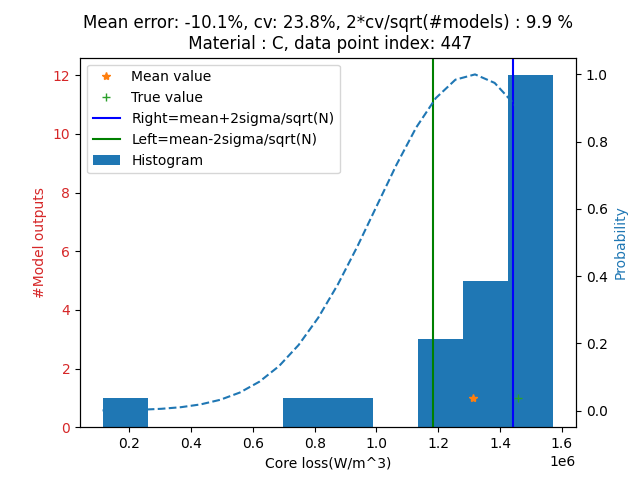 Mean error: -10.1%, cv: 23.8%, 2*cv/sqrt(#models) : 9.9 %
Material : C, data point index: 447
Mean value
True value
Right=mean+2sigma/sqrt(N)
Left=mean-2sigma/sqrt(N)
Histogram
#Model outputs
12
10
8
6
4
2
0
1.0
0.8
0.6
0.4
0.2
0.0
Probability
0.2 0.4 0.6 0.8 1.0 1.2 1.4 1.6
1e6
Core loss(W/m^3)